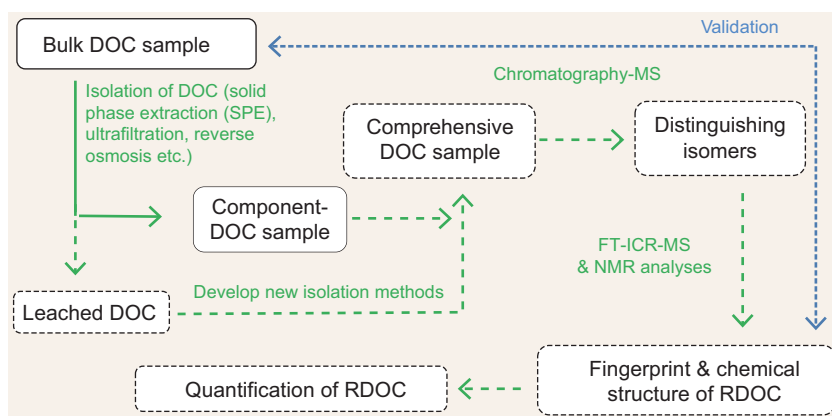 Bulk DOC sample
Validation
Chromatography-MS
Isolation of DOC (solid
phase extraction (SPE),
ultrafiltration, reverse
osmosis etc.)
Comprehensive
DOC sample
Distinguishing
isomers
Component-
DOC sample
FT-ICR-MS
& NMR analyses
Leached DOC
Develop new isolation methods
Quantification of RDOC
Fingerprint & chemical
structure of RDOC